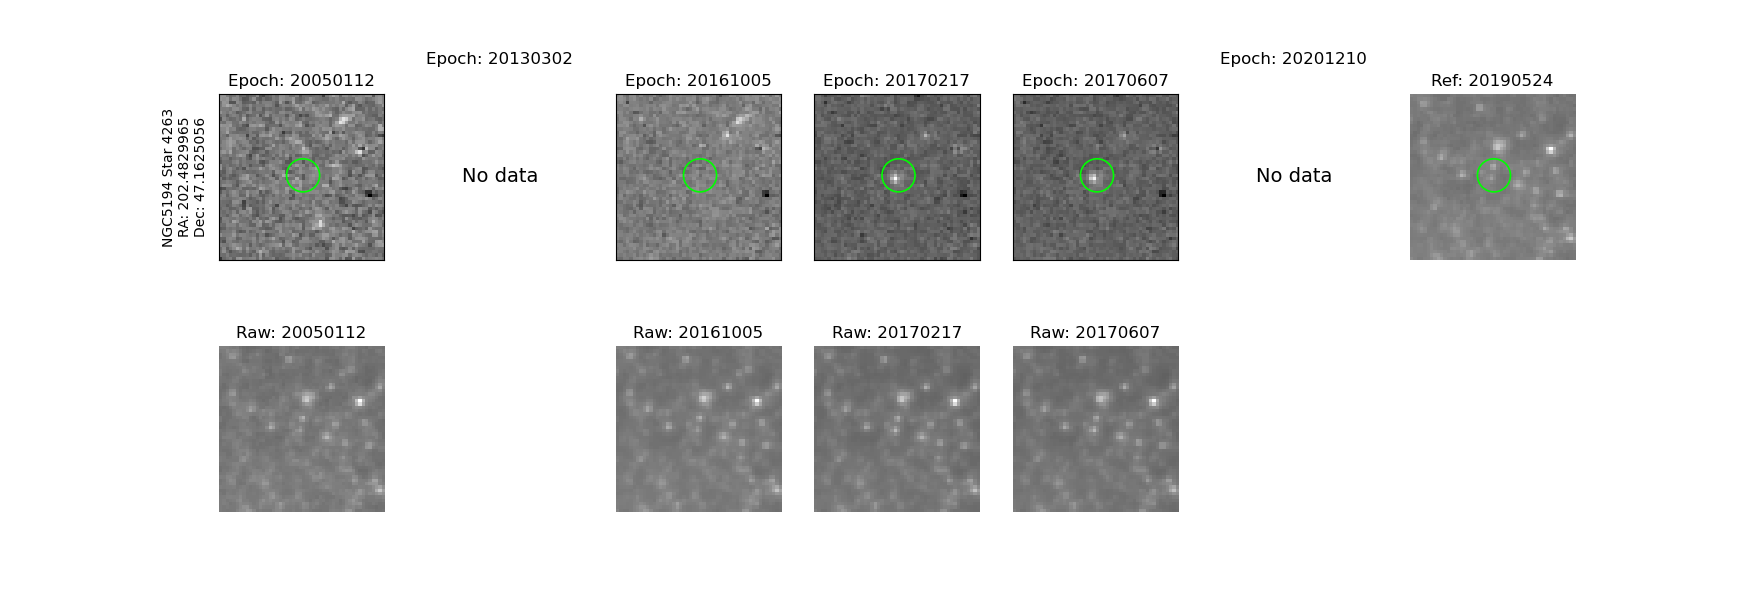 Epoch: 20130302
Epoch: 20201210
Epoch: 20050112
Epoch: 20161005
Epoch: 20170217
Epoch: 20170607
Ref: 20190524
NGC5194 Star 4263
RA: 202.4829965
Dec: 47.1625056
No data
No data
Raw: 20050112
Raw: 20161005
Raw: 20170217
Raw: 20170607